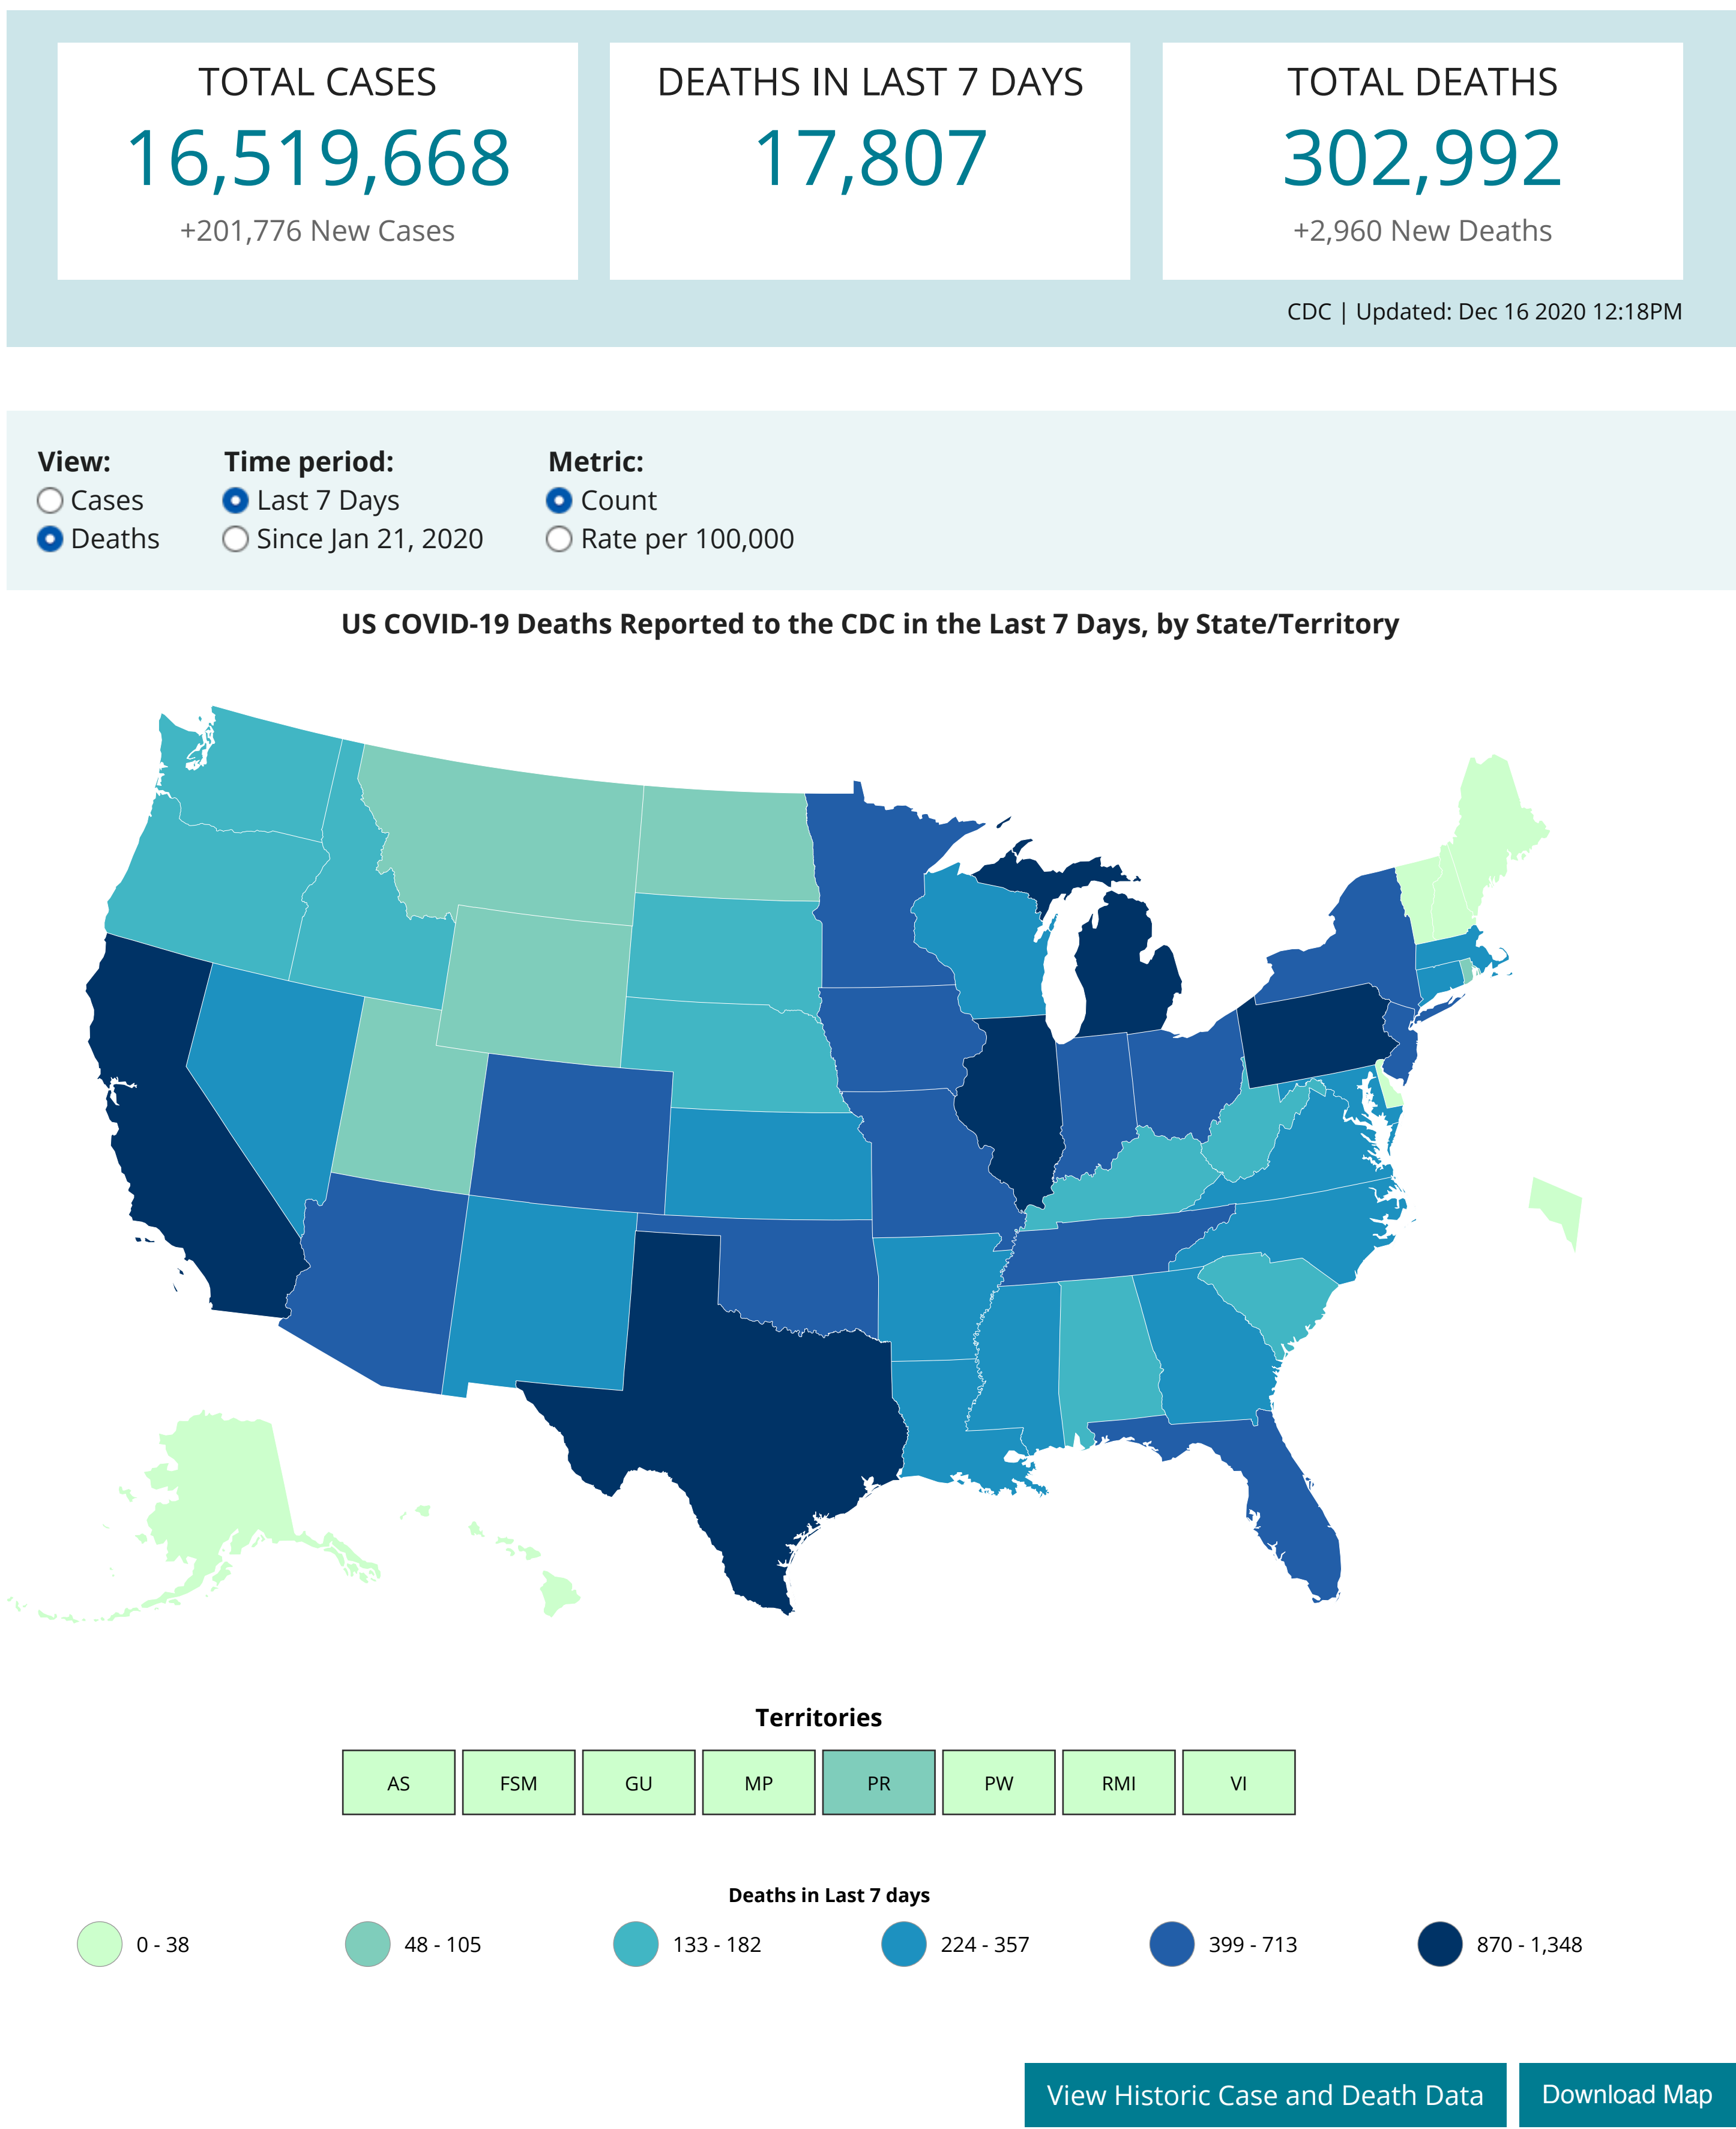 TOTAL CASES
16,519,668
+201,776 New Cases
DEATHS IN LAST 7 DAYS
17,807
TOTAL DEATHS
302,992
+2,960 New Deaths
CDC | Updated: Dec 16 2020 12:18PM
View:
Cases
Deaths
Time period:
Last 7 Days
Since Jan 21, 2020
Metric:
Count
Rate per 100,000
US COVID-19 Deaths Reported to the CDC in the Last 7 Days, by State/Territory
Territories
AS FSM GU MP PR PW RMI VI
Deaths in Last 7 days
0 - 38 48 - 105 133 - 182 224 - 357 399 - 713 870 - 1,348
View Historic Case and Death Data Download Map